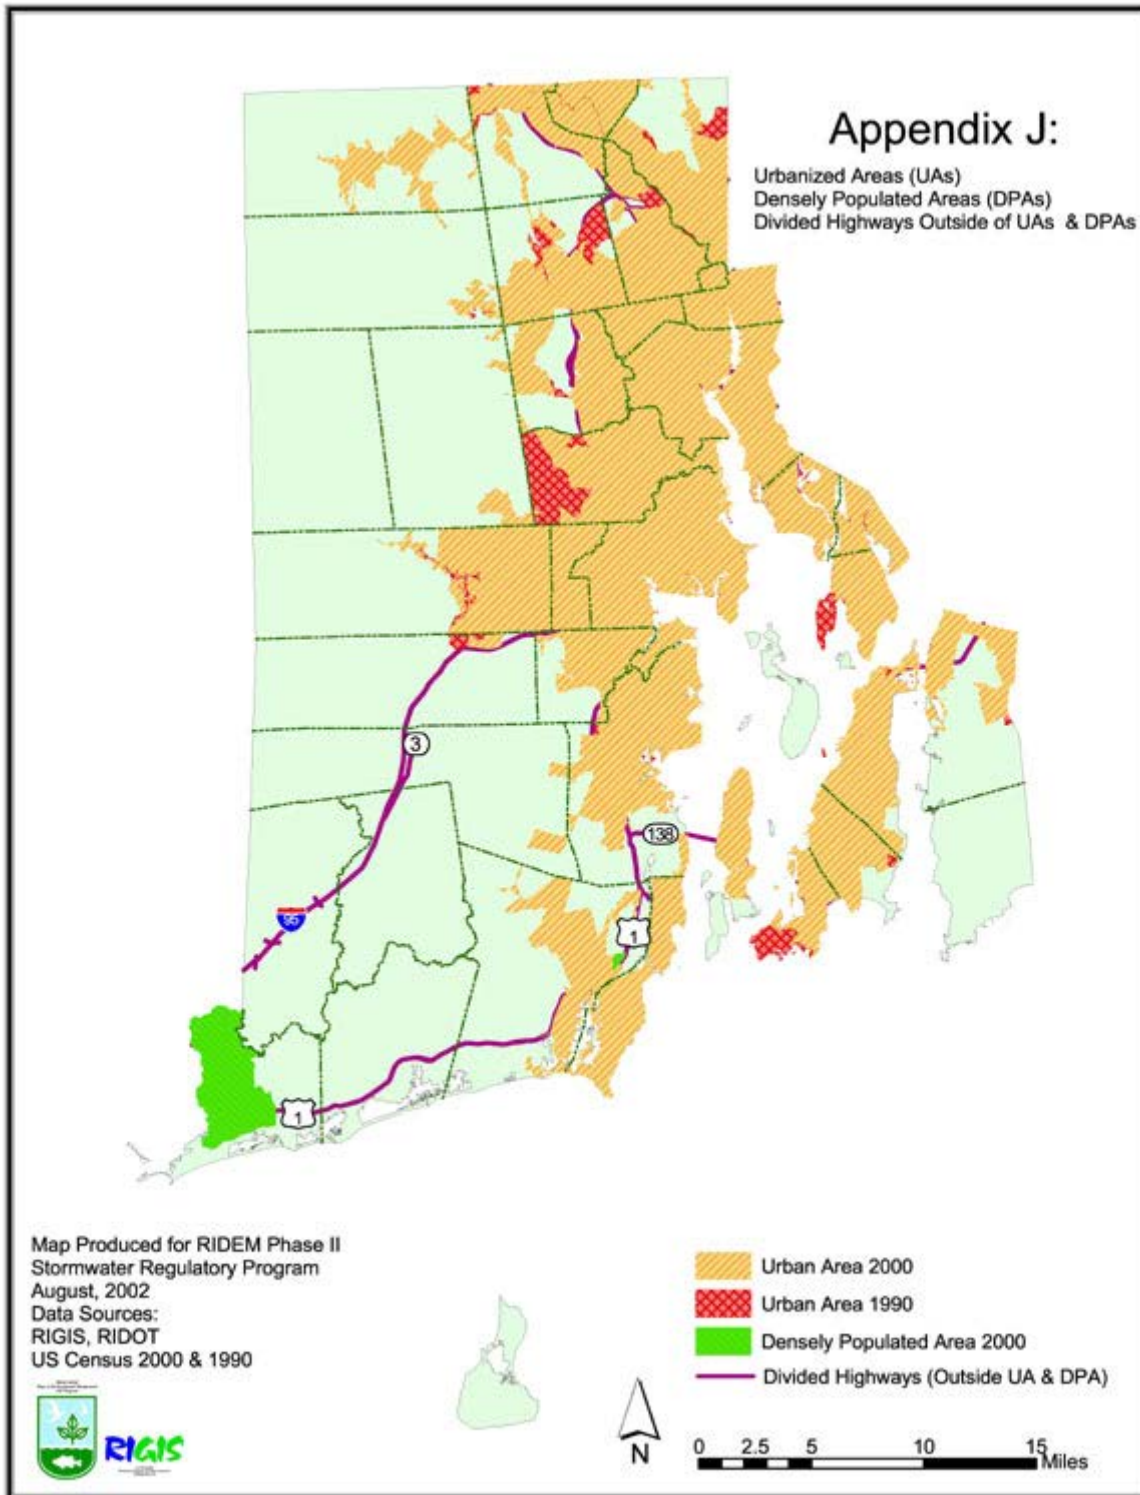 Appendix J:
Urbanized Areas (UAs)
Densely Populated Areas (DPAs)
Divided Highways Outside of UAs & DPAs
3
138
95
1
1
Map Produced for RIDEM Phase II
Stormwater Regulatory Program
August, 2002
Data Sources:
RIGIS, RIDOT
US Census 2000 & 1990
RIGIS
Urban Area 2000
Urban Area 1990
Densely Populated Area 2000
Divided Highways (Outside UA & DPA)
N
0 2.5 5 10 15
Miles